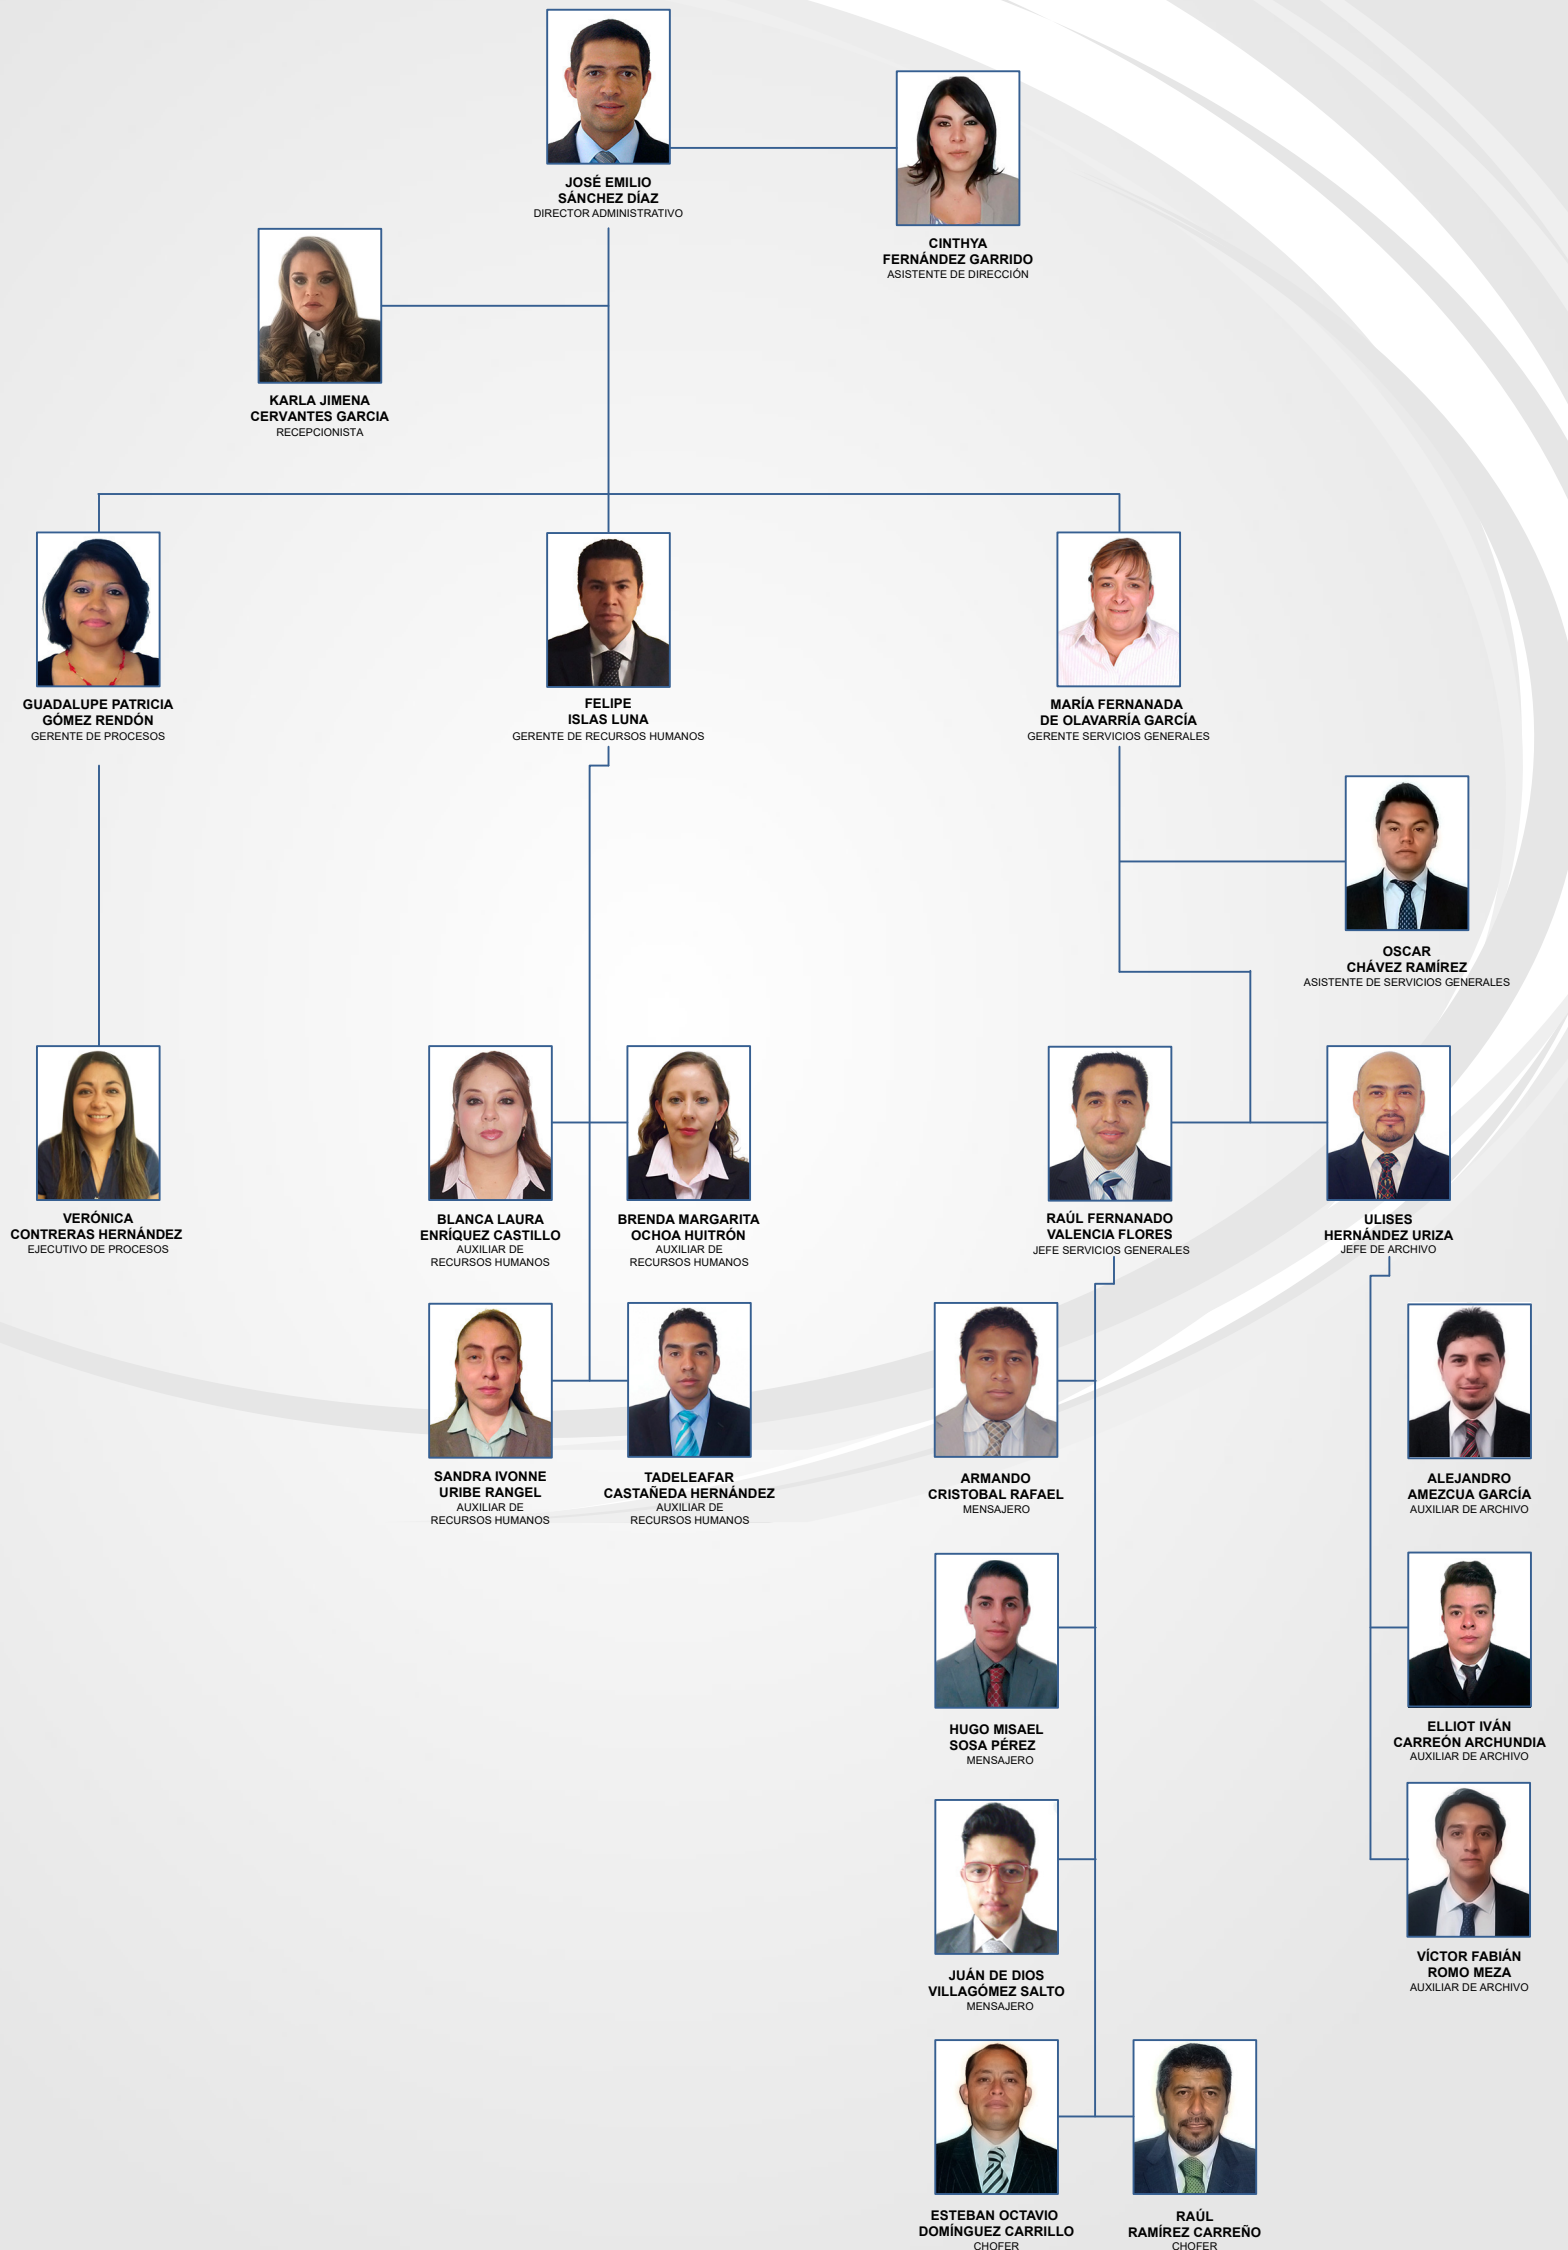 JOSÉ EMILIO
SÁNCHEZ DÍAZ
DIRECTOR ADMINISTRATIVO
CINTHYA
FERNÁNDEZ GARRIDO
ASISTENTE DE DIRECCIÓN
KARLA JIMENA
CERVANTES GARCIA
RECEPCIONISTA
GUADALUPE PATRICIA
GÓMEZ RENDÓN
GERENTE DE PROCESOS
FELIPE
ISLAS LUNA
GERENTE DE RECURSOS HUMANOS
MARÍA FERNANADA
DE OLAVARRÍA GARCÍA
GERENTE SERVICIOS GENERALES
OSCAR
CHÁVEZ RAMÍREZ
ASISTENTE DE SERVICIOS GENERALES
VERÓNICA
CONTRERAS HERNÁNDEZ
EJECUTIVO DE PROCESOS
BLANCA LAURA
ENRÍQUEZ CASTILLO
AUXILIAR DE
RECURSOS HUMANOS
BRENDA MARGARITA
OCHOA HUITRÓN
AUXILIAR DE
RECURSOS HUMANOS
RAÚL FERNANADO
VALENCIA FLORES
JEFE SERVICIOS GENERALES
ULISES
HERNÁNDEZ URIZA
JEFE DE ARCHIVO
SANDRA IVONNE
URIBE RANGEL
AUXILIAR DE
RECURSOS HUMANOS
TADELEAFAR
CASTAÑEDA HERNÁNDEZ
AUXILIAR DE
RECURSOS HUMANOS
ARMANDO
CRISTOBAL RAFAEL
MENSAJERO
ALEJANDRO
AMEZCUA GARCÍA
AUXILIAR DE ARCHIVO
HUGO MISAEL
SOSA PÉREZ
MENSAJERO
ELLIOT IVÁN
CARREÓN ARCHUNDIA
AUXILIAR DE ARCHIVO
JUÁN DE DIOS
VILLAGÓMEZ SALTO
MENSAJERO
VÍCTOR FABIÁN
ROMO MEZA
AUXILIAR DE ARCHIVO
ESTEBAN OCTAVIO
DOMÍNGUEZ CARRILLO
CHOFER
RAÚL
RAMÍREZ CARREÑO
CHOFER